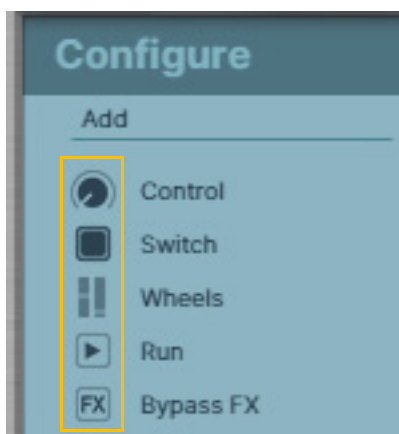 Configure
Add
Control
Switch
Wheels
Run
FX Bypass FX